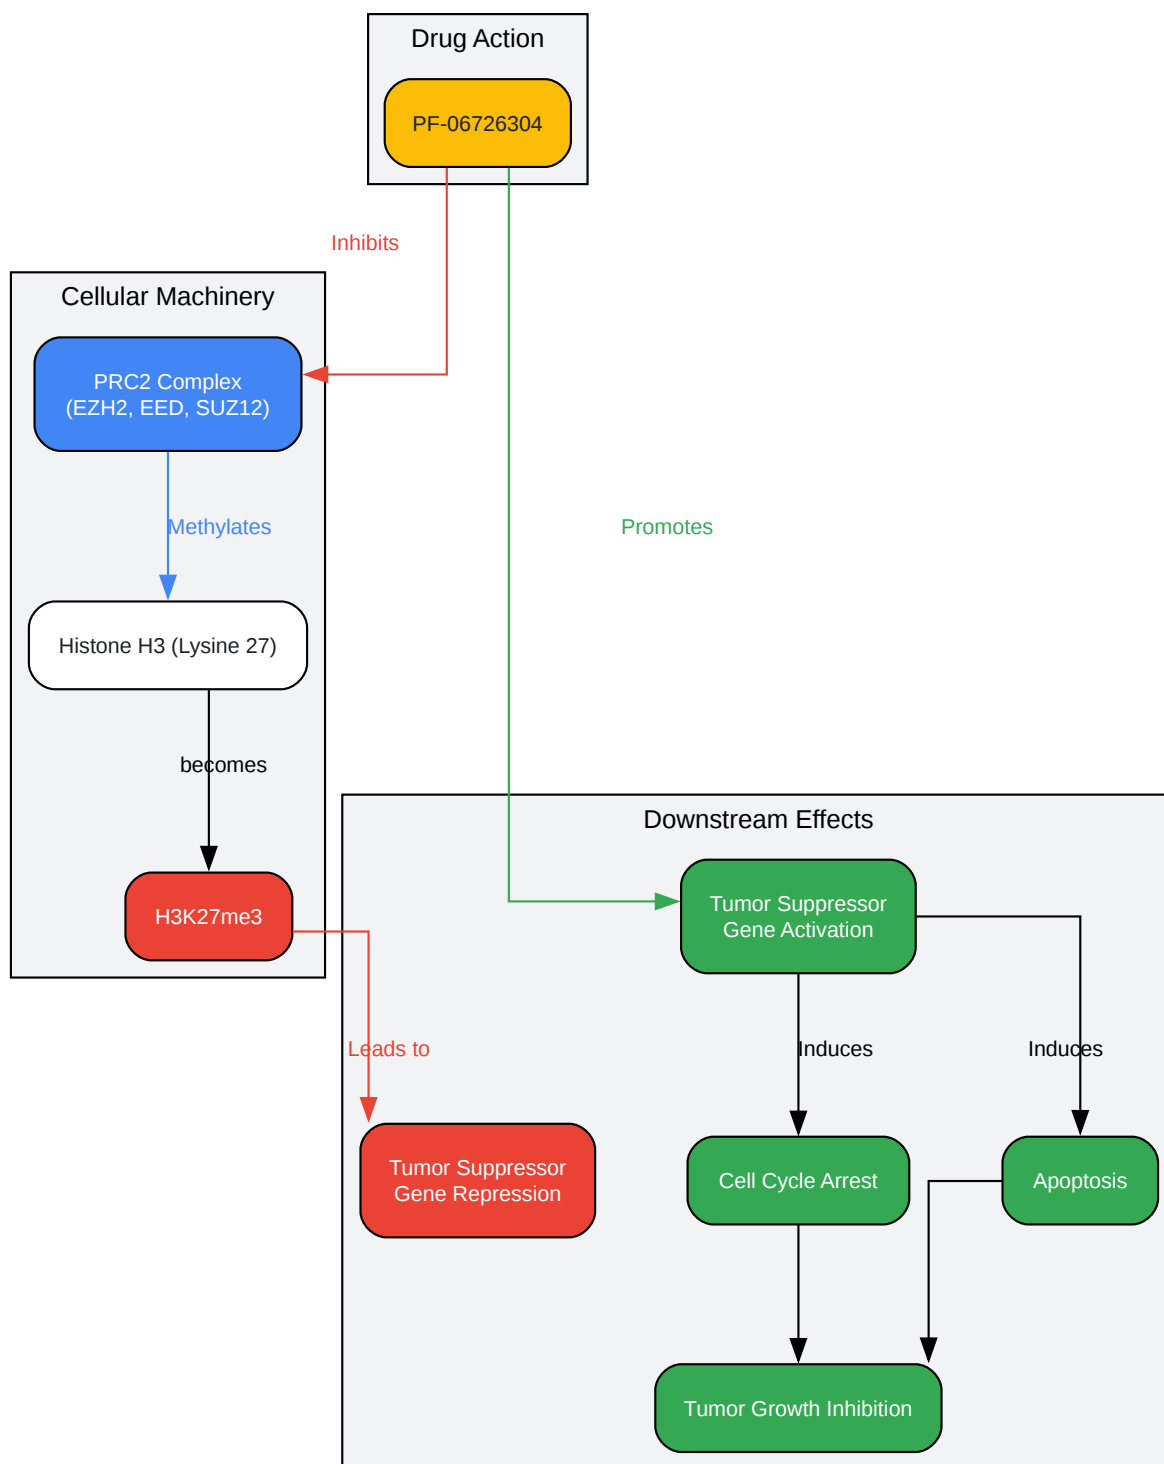 Drug Action
PF-06726304
Inhibits
Cellular Machinery
PRC2 Complex
(EZH2, EED, SUZ12)
Methylates
Promotes
Histone H3 (Lysine 27)
becomes
Downstream Effects
H3K27me3
Tumor Suppressor
Gene Activation
Leads to
Induces
Induces
Tumor Suppressor
Gene Repression
Cell Cycle Arrest
Apoptosis
Tumor Growth Inhibition